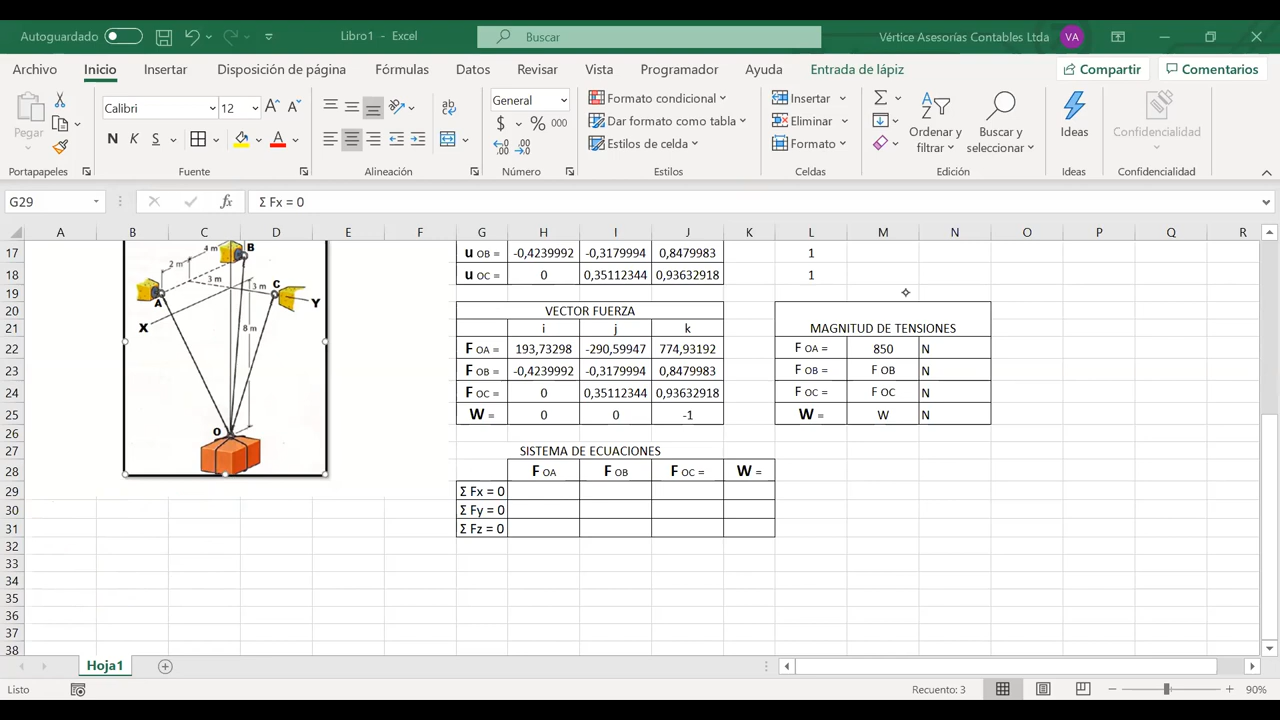 Autoguardado Libro1 - Excel Buscar Vértice Asesorías Contables Ltda VA
Archivo Inicio Insertar Disposición de página Fórmulas Datos Revisar Vista Programador Ayuda Entrada de lápiz Compartir Comentarios
Pegar Calibri 12 General Formato condicional Insertar
N K S $ % 000 Dar formato como tabla Eliminar Ordenar y filtrar Buscar y seleccionar Ideas Confidencialidad
Estilos de celda Formato
Portapapeles Fuente Alineación Número Estilos Celdas Edición Ideas Confidencialidad
G29 fx Σ Fx = 0
A B C D E F G H I J K L M N O P Q R
17 u OB = -0,4239992 -0,3179994 0,8479983 1
18 u OC = 0 0,35112344 0,93632918 1
19
20 VECTOR FUERZA
21 i j k MAGNITUD DE TENSIONES
22 F OA = 193,73298 -290,59947 774,93192 F OA = 850 N
23 F OB = -0,4239992 -0,3179994 0,8479983 F OB = F OB N
24 F OC = 0 0,35112344 0,93632918 F OC = F OC N
25 W = 0 0 -1 W = W N
26
27 SISTEMA DE ECUACIONES
28 F OA F OB F OC = W =
29 Σ Fx = 0
30 Σ Fy = 0
31 Σ Fz = 0
32
33
34
35
36
37
38
4 m B
2 m
3 m 3 m C
A Y
X 8 m
O
Hoja1
Listo Recuento: 3 90%